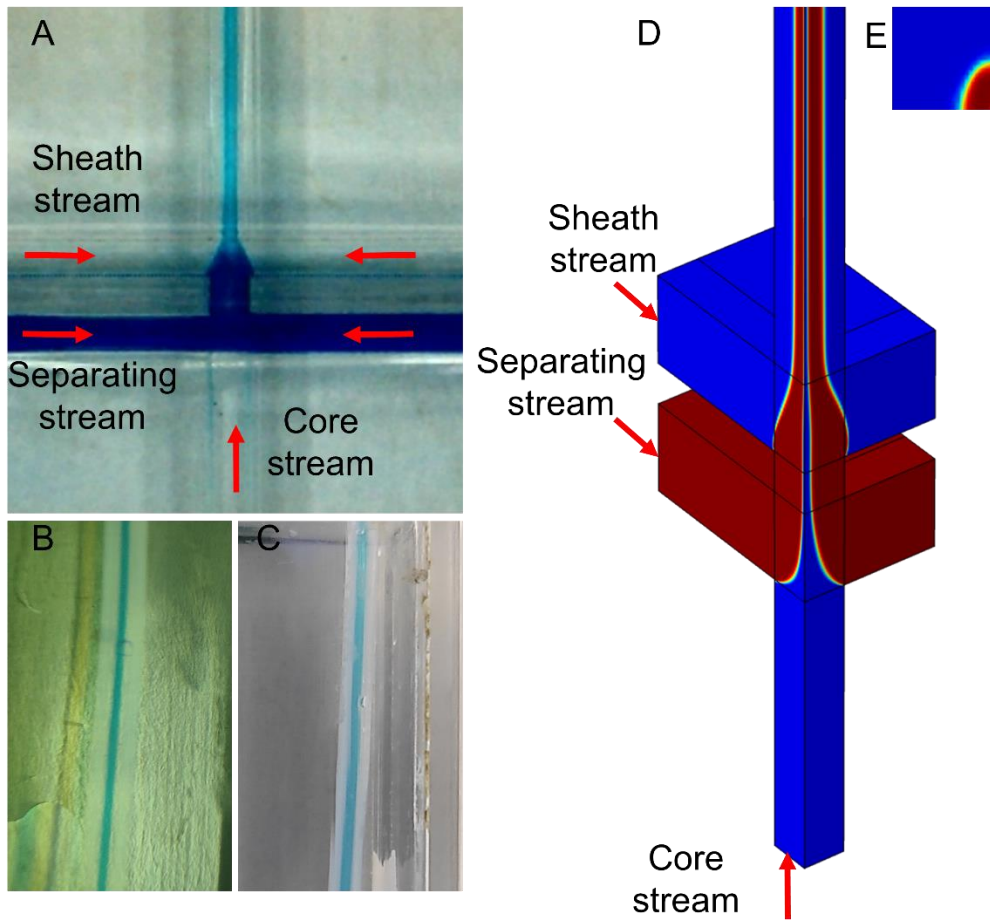 A
Sheath
stream
Separating
stream
Core
stream
B
C
D
E
Sheath
stream
Separating
stream
Core
stream